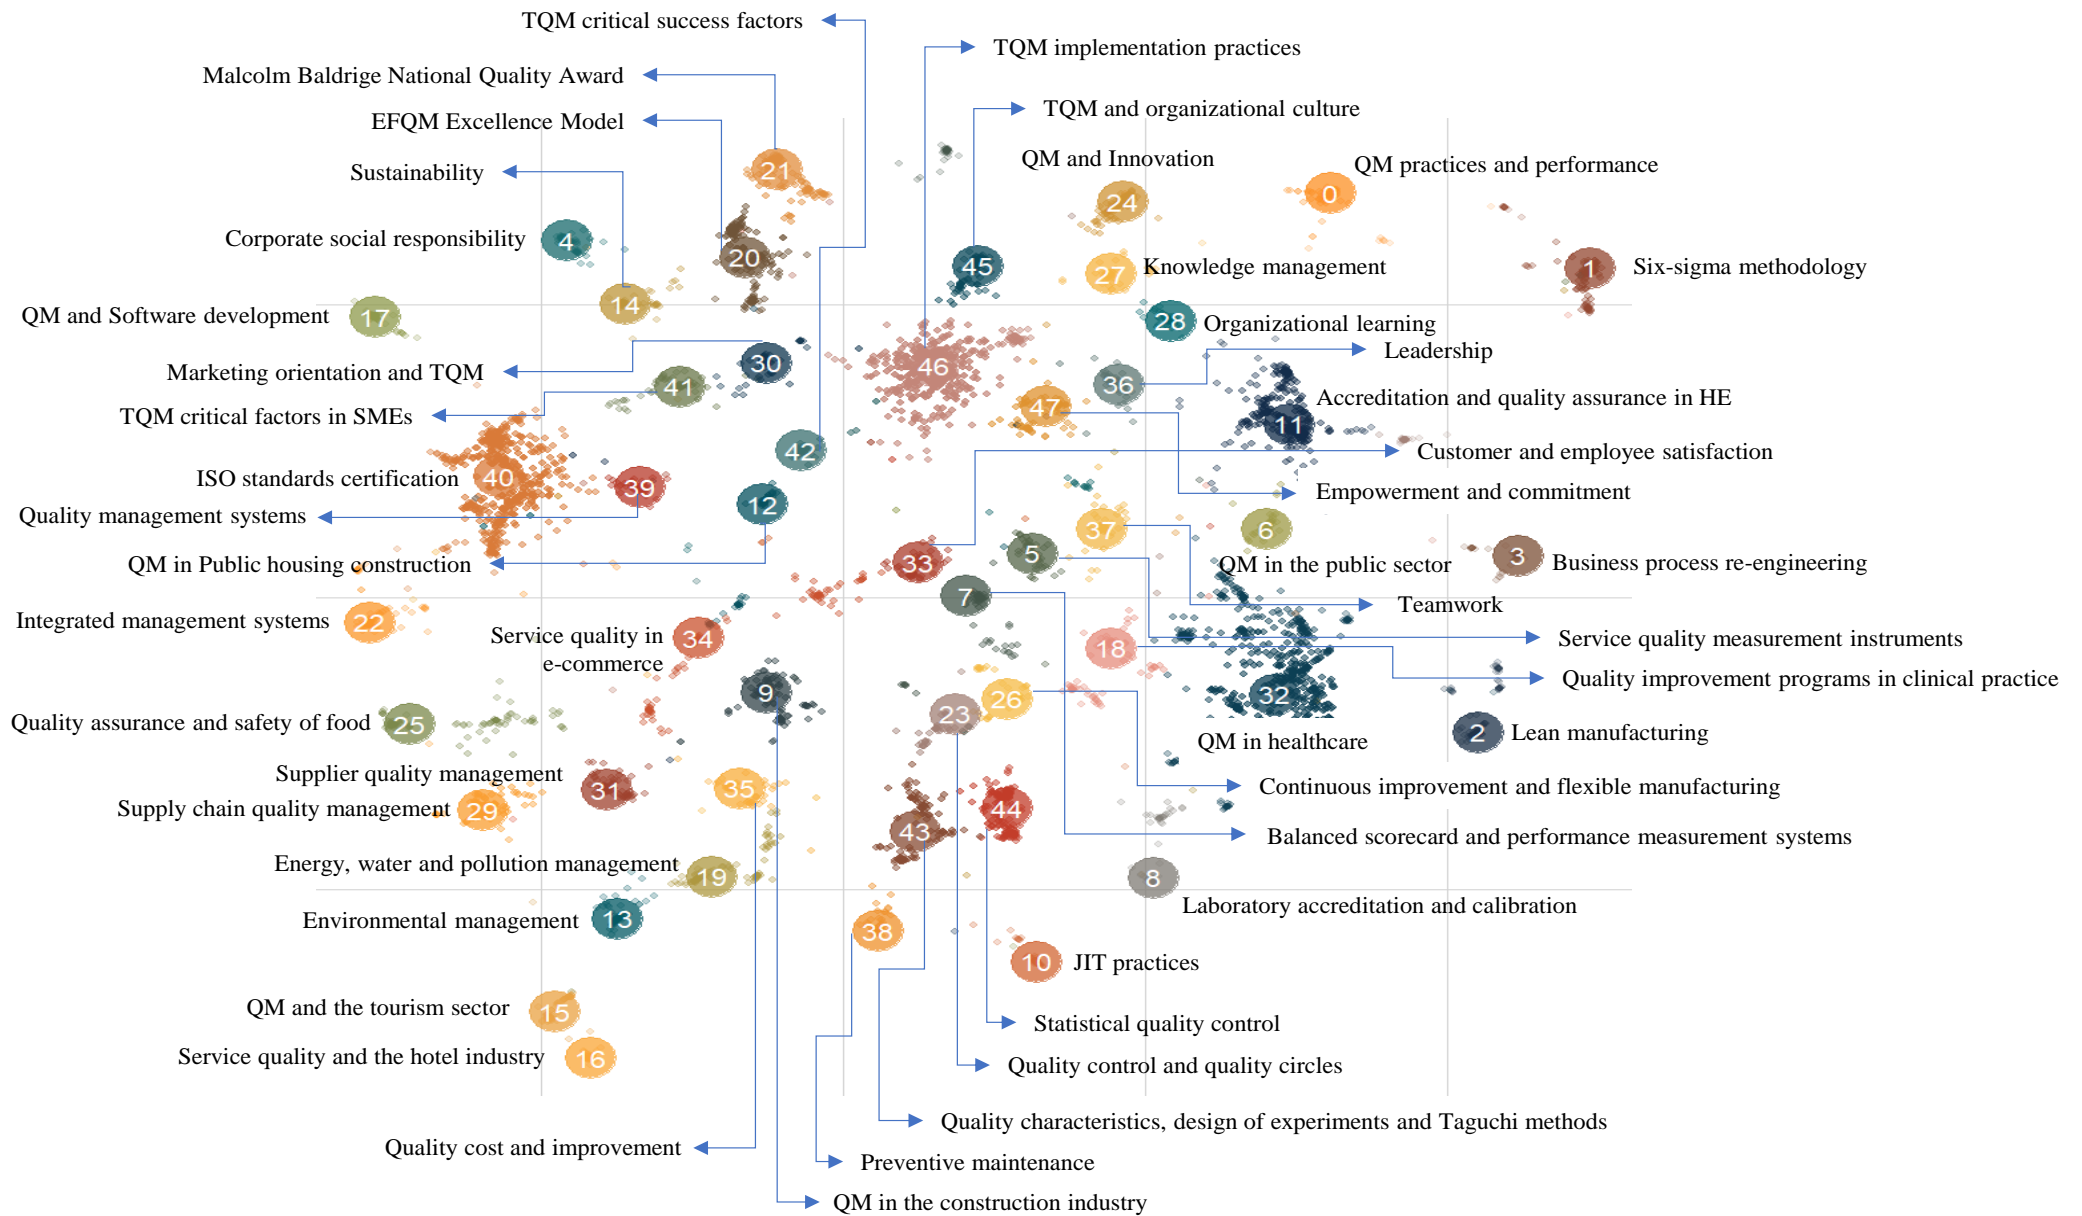 TQM critical success factors
TQM implementation practices
Malcolm Baldrige National Quality Award
TQM and organizational culture
EFQM Excellence Model
QM and Innovation
QM practices and performance
Sustainability
21
0
24
Corporate social responsibility
4
20
45
27
Knowledge management
1
Six-sigma methodology
14
QM and Software development
17
28
Organizational learning
Leadership
Marketing orientation and TQM
30
46
36
41
TQM critical factors in SMEs
47
Accreditation and quality assurance in HE
11
42
Customer and employee satisfaction
ISO standards certification
40
39
Empowerment and commitment
12
Quality management systems
37
6
QM in Public housing construction
33
5
QM in the public sector
3
Business process re-engineering
7
Teamwork
Integrated management systems
22
Service quality in
e-commerce
34
18
Service quality measurement instruments
Quality improvement programs in clinical practice
9
26
32
Quality assurance and safety of food
25
23
QM in healthcare
2
Lean manufacturing
Supplier quality management
31
35
Continuous improvement and flexible manufacturing
Supply chain quality management
29
44
43
Balanced scorecard and performance measurement systems
Energy, water and pollution management
19
8
Laboratory accreditation and calibration
Environmental management
13
38
10
JIT practices
QM and the tourism sector
15
Statistical quality control
Service quality and the hotel industry
16
Quality control and quality circles
Quality characteristics, design of experiments and Taguchi methods
Quality cost and improvement
Preventive maintenance
QM in the construction industry